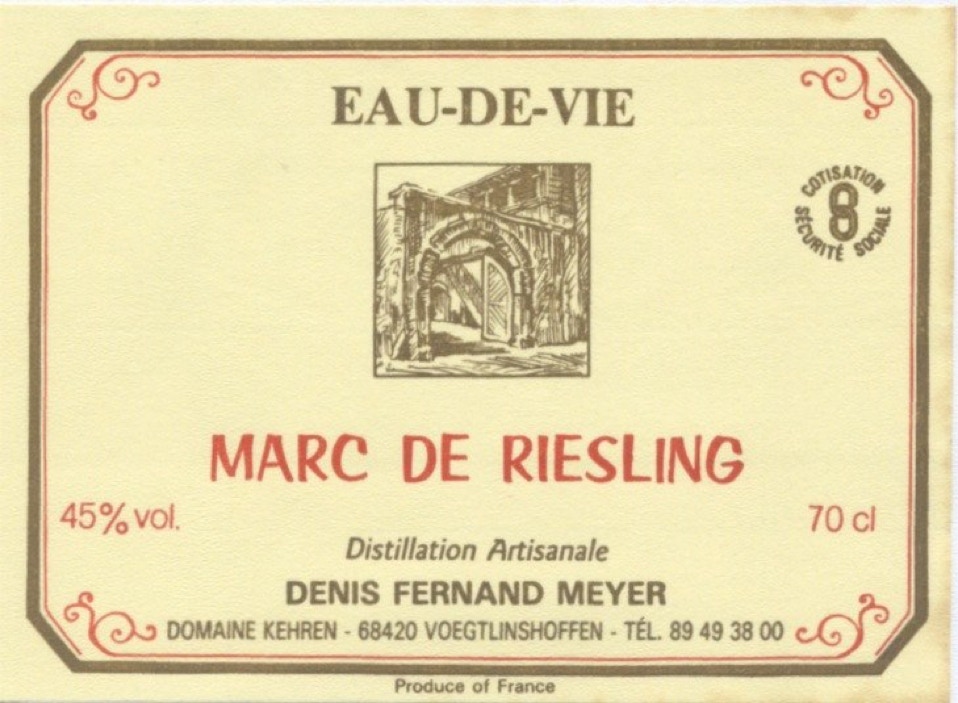 EAU-DE-VIE
COTISATION
SÉCURITÉ SOCIALE
MARC DE RIESLING
45% vol.
70 cl
Distillation Artisanale
DENIS FERNAND MEYER
DOMAINE KEHREN - 68420 VOEGTLINSHOFFEN - TÉL. 89 49 38 00
Produce of France